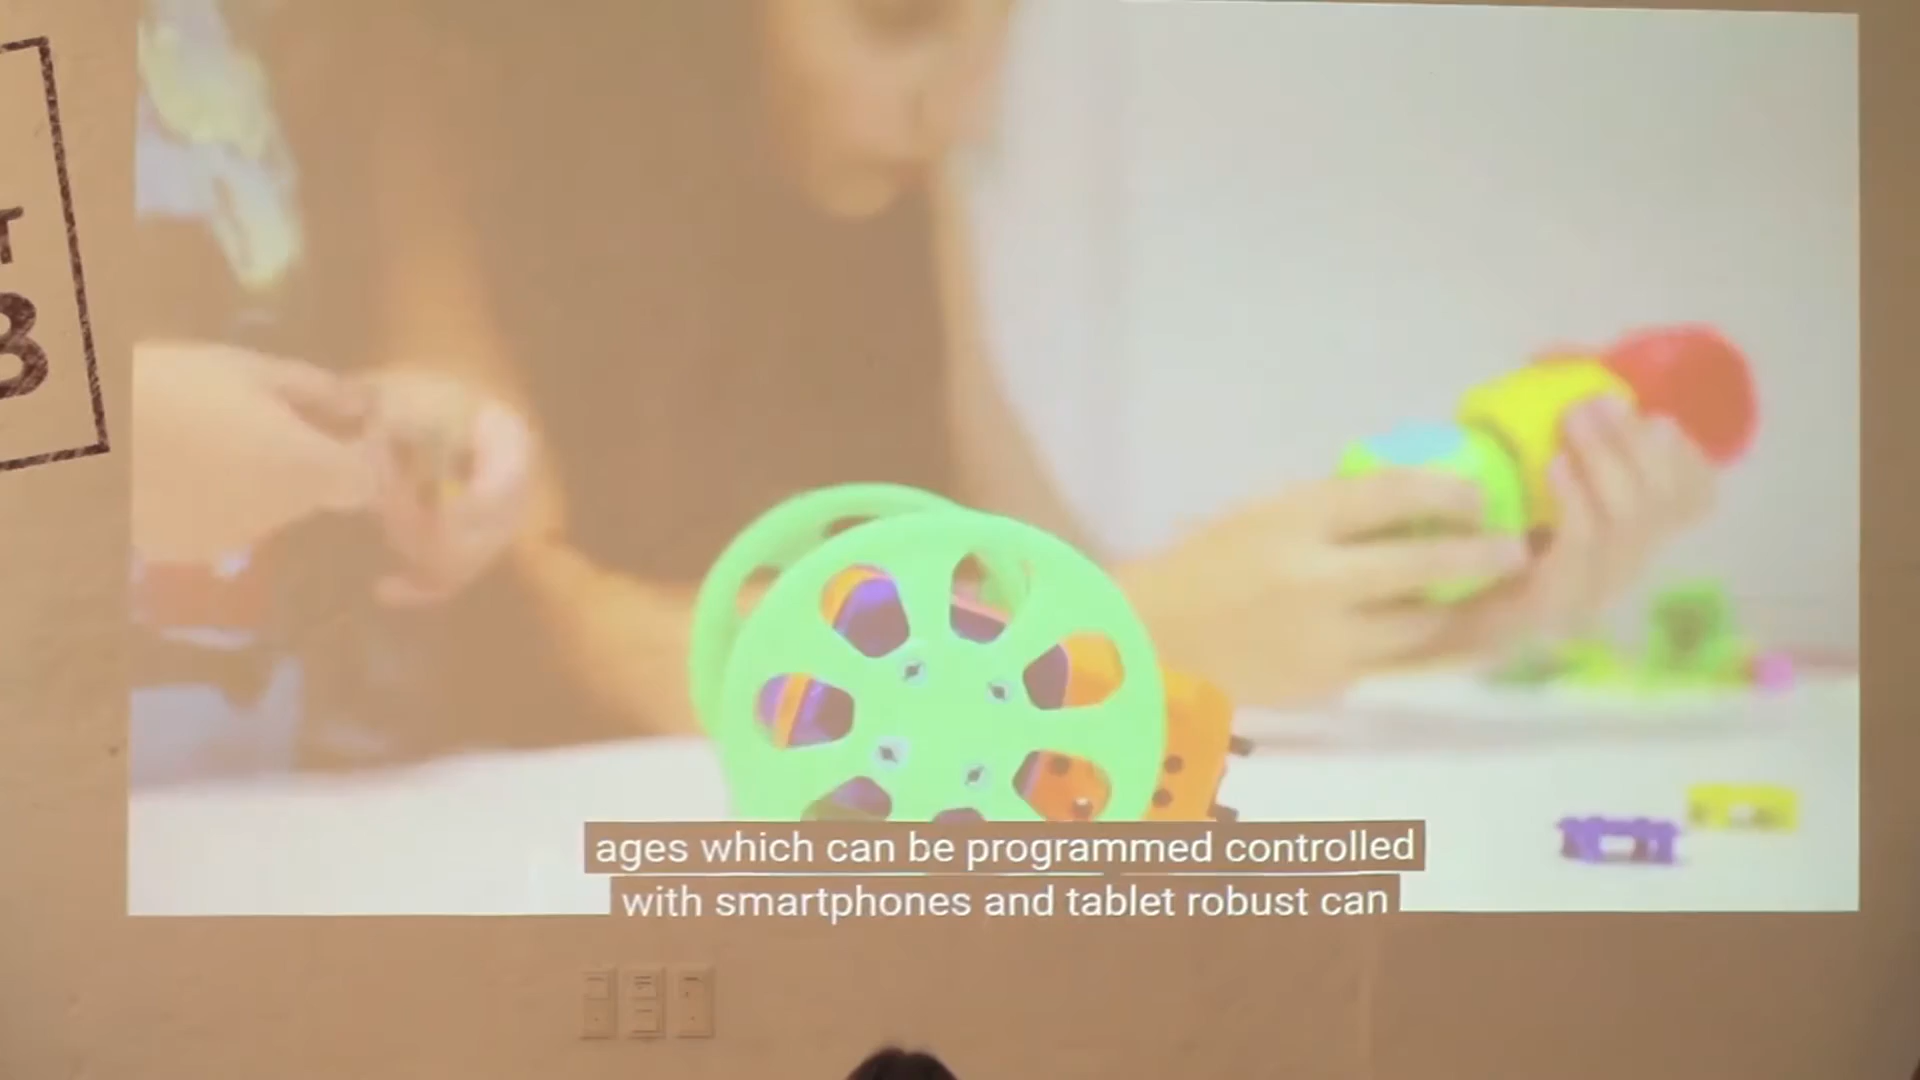 T
B
ages which can be programmed controlled
with smartphones and tablet robust can